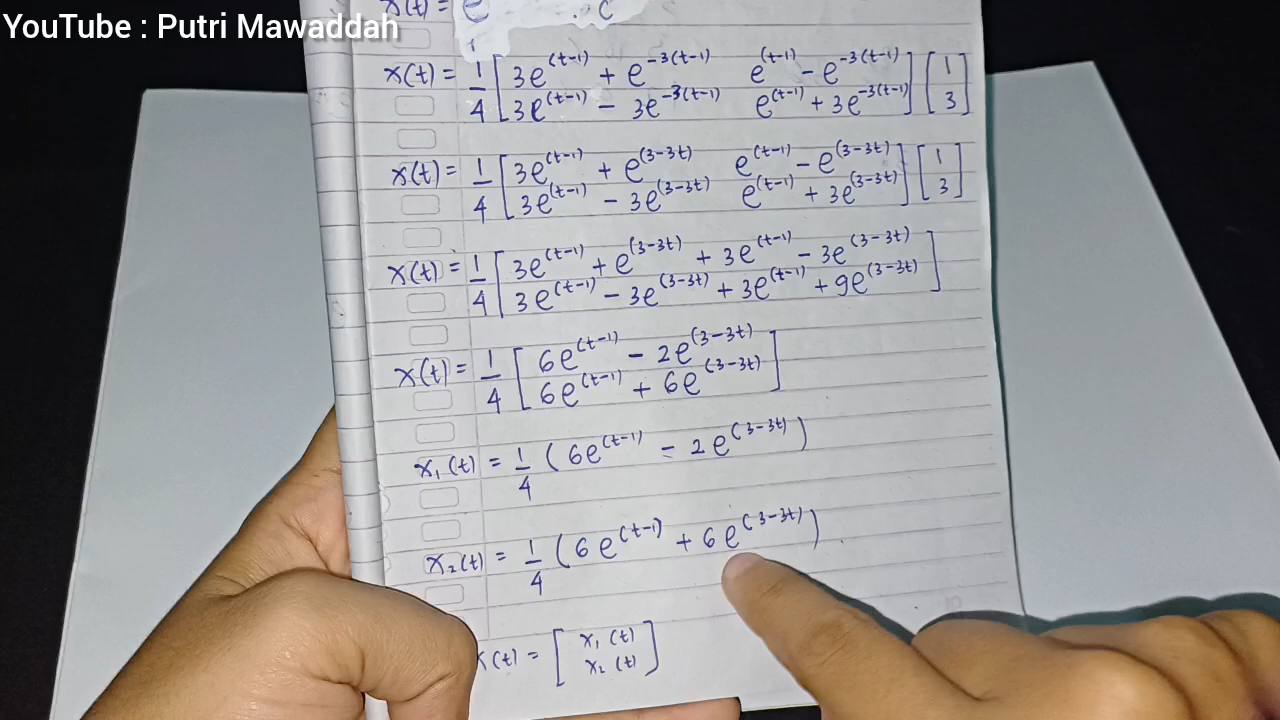 x(t) = e
YouTube : Putri Mawaddah
x(t) = 1/4 [ 3e^(t-1) + e^-3(t-1)   e^(t-1) - e^-3(t-1) ] [ 1 ]
3e^(t-1) - 3e^-3(t-1)   e^(t-1) + 3e^-3(t-1)   3
x(t) = 1/4 [ 3e^(t-1) + e^(3-3t)   e^(t-1) - e^(3-3t) ] [ 1 ]
3e^(t-1) - 3e^(3-3t)   e^(t-1) + 3e^(3-3t)   3
x(t) = 1/4 [ 3e^(t-1) + e^(3-3t) + 3e^(t-1) - 3e^(3-3t) ]
3e^(t-1) - 3e^(3-3t) + 3e^(t-1) + 9e^(3-3t)
x(t) = 1/4 [ 6e^(t-1) - 2e^(3-3t) ]
6e^(t-1) + 6e^(3-3t)
x₁(t) = 1/4 ( 6e^(t-1) - 2e^(3-3t) )
x₂(t) = 1/4 ( 6e^(t-1) + 6e^(3-3t) )
x(t) = [ x₁(t) ]
x₂(t)